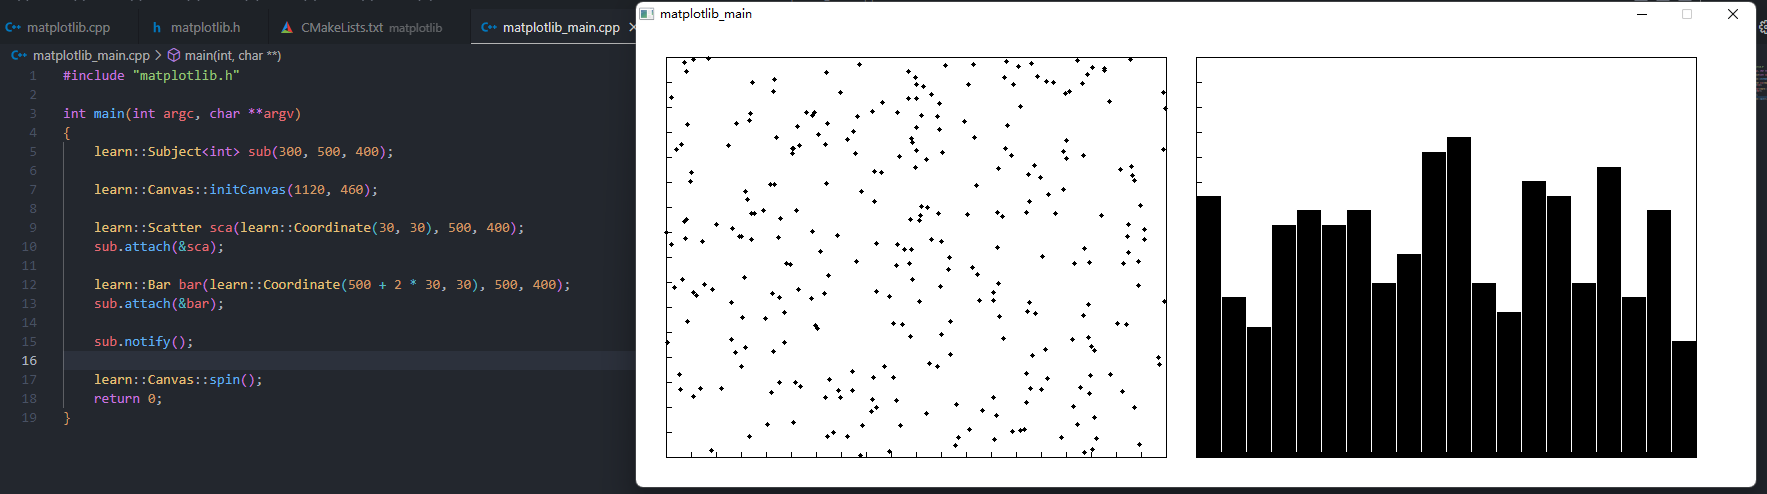 matplotlib.cpp
matplotlib.h
CMakeLists.txt matplotlib
matplotlib_main.cpp
matplotlib_main.cpp > main(int, char **)
1 #include "matplotlib.h"
2
3 int main(int argc, char **argv)
4 {
5 learn::Subject<int> sub(300, 500, 400);
6
7 learn::Canvas::initCanvas(1120, 460);
8
9 learn::Scatter sca(learn::Coordinate(30, 30), 500, 400);
10 sub.attach(&sca);
11
12 learn::Bar bar(learn::Coordinate(500 + 2 * 30, 30), 500, 400);
13 sub.attach(&bar);
14
15 sub.notify();
16
17 learn::Canvas::spin();
18 return 0;
19 }
matplotlib_main